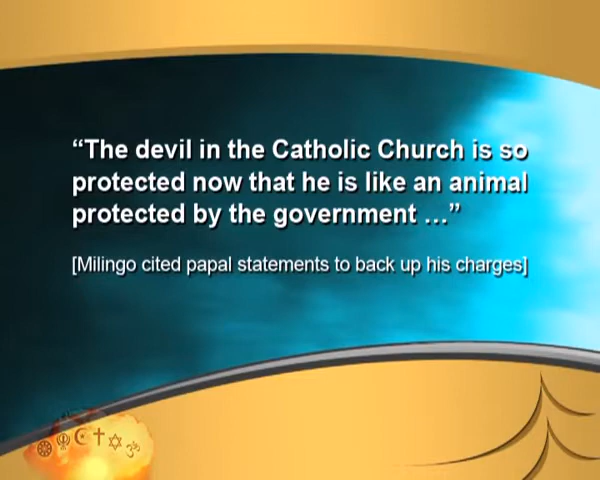 “The devil in the Catholic Church is so
protected now that he is like an animal
protected by the government …”
[Milingo cited papal statements to back up his charges]